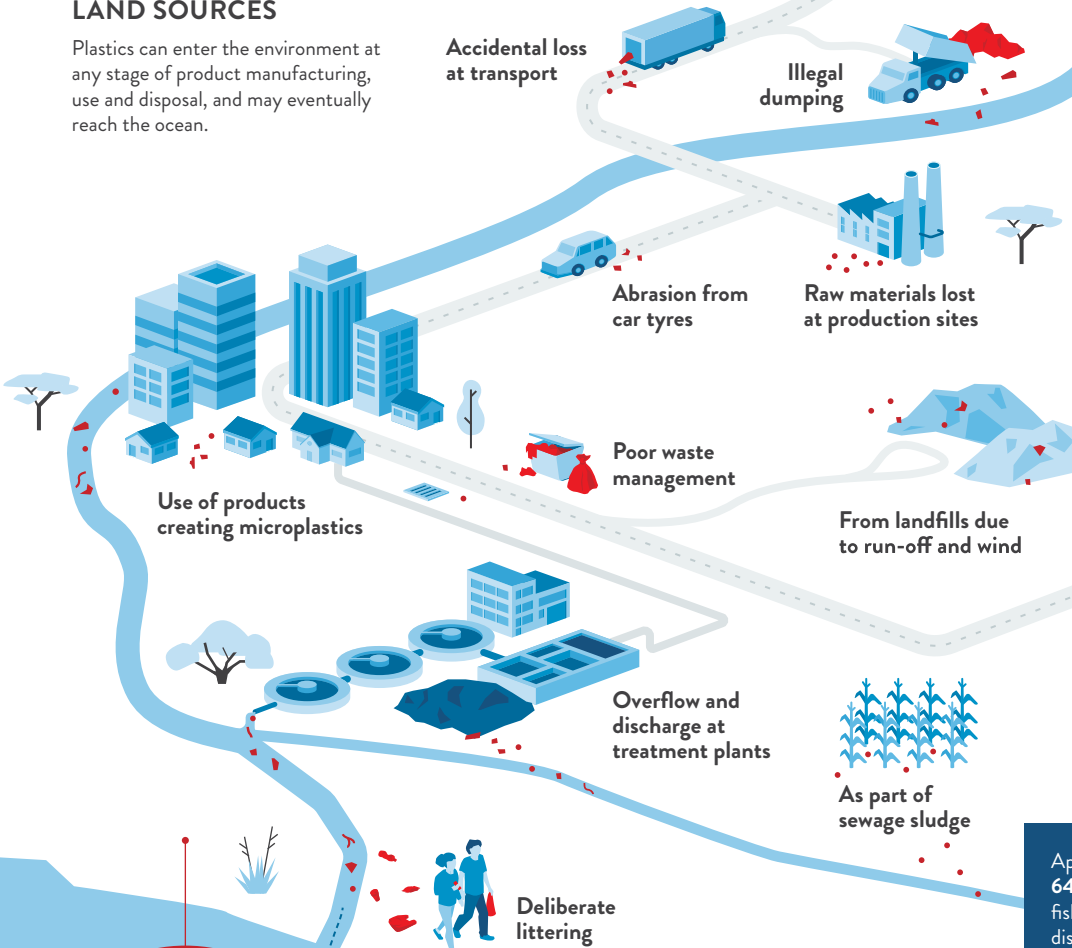 LAND SOURCES
Plastics can enter the environment at
any stage of product manufacturing,
use and disposal, and may eventually
reach the ocean.
Accidental loss
at transport
Illegal
dumping
Abrasion from
car tyres
Raw materials lost
at production sites
Poor waste
management
Use of products
creating microplastics
From landfills due
to run-off and wind
Overflow and
discharge at
treatment plants
As part of
sewage sludge
Deliberate
littering
64